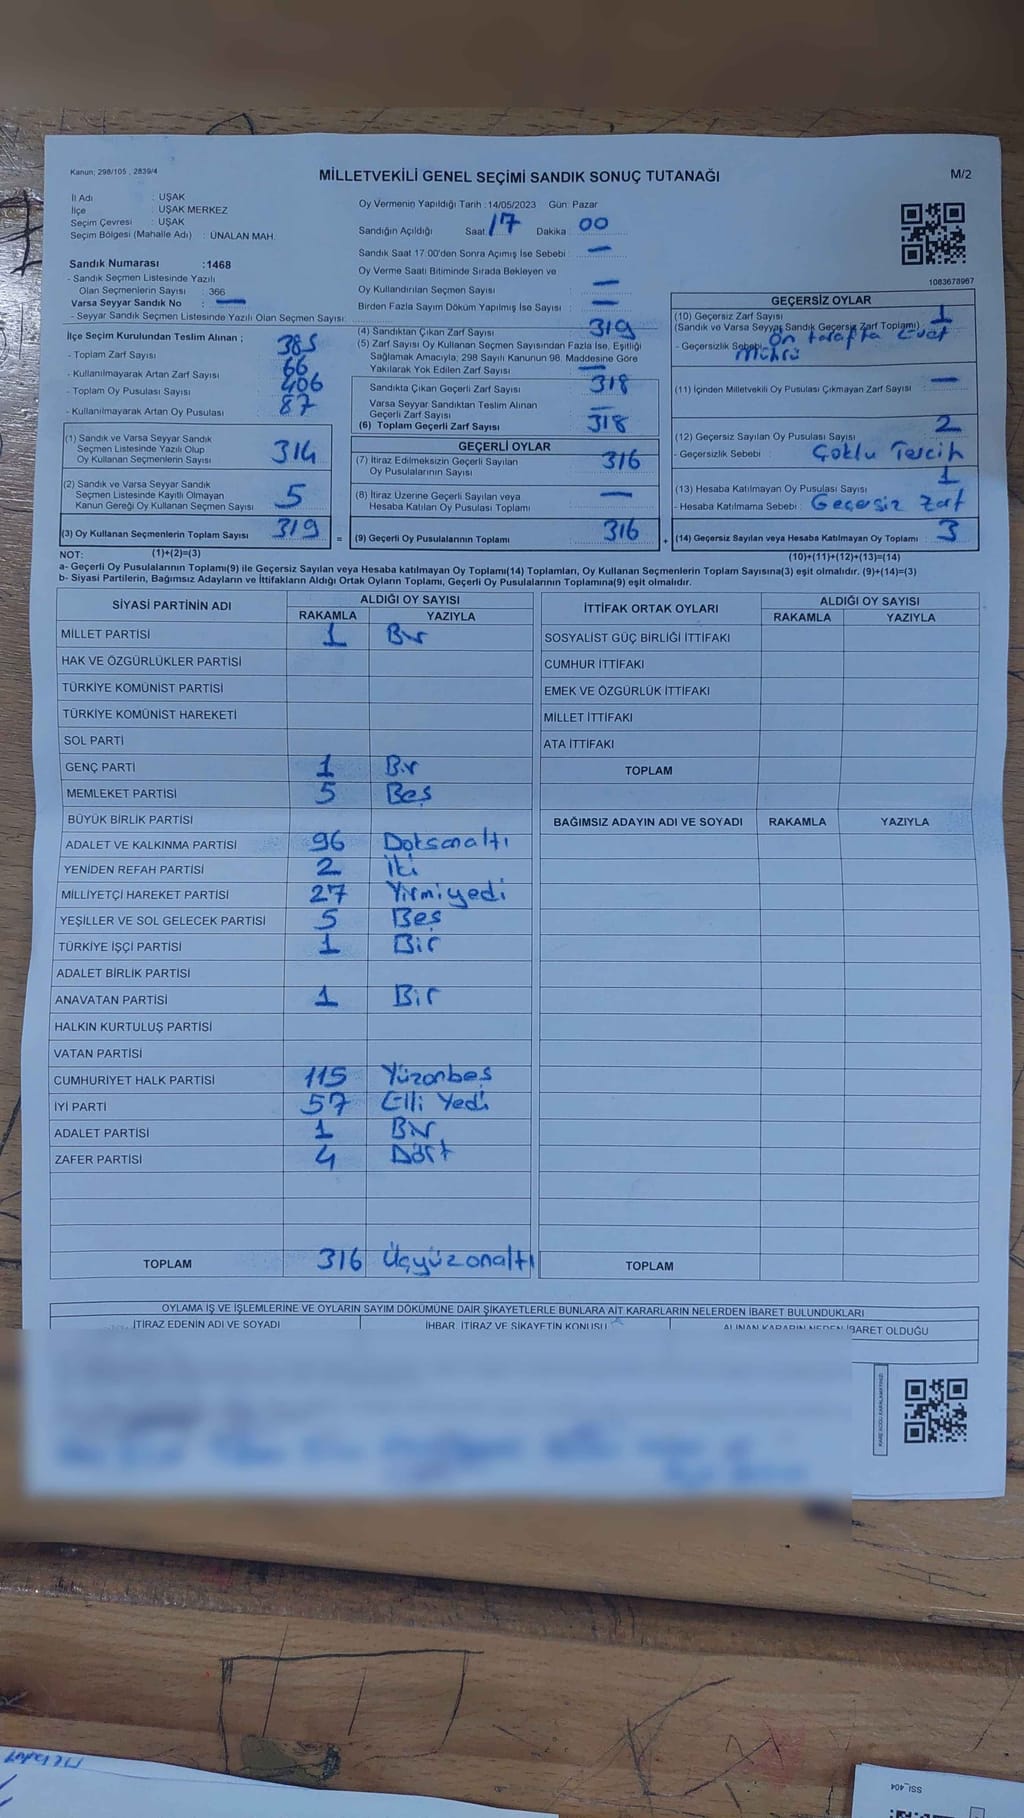 Kanun; 298/105 , 2839/4
MİLLETVEKİLİ GENEL SEÇİMİ SANDIK SONUÇ TUTANAĞI
M/2
İl Adı : UŞAK
İlçe : UŞAK MERKEZ
Seçim Çevresi : UŞAK
Seçim Bölgesi (Mahalle Adı) : ÜNALAN MAH.
Sandık Numarası :1468
- Sandık Seçmen Listesinde Yazılı
Olan Seçmenlerin Sayısı : 366
Varsa Seyyar Sandık No : —
- Seyyar Sandık Seçmen Listesinde Yazılı Olan Seçmen Sayısı:
Oy Vermenin Yapıldığı Tarih :14/05/2023 Gün: Pazar
Sandığın Açıldığı Saat 17 Dakika : 00
Sandık Saat 17:00'den Sonra Açımış İse Sebebi : —
Oy Verme Saati Bitiminde Sırada Bekleyen ve
Oy Kullandırılan Seçmen Sayısı : —
Birden Fazla Sayım Döküm Yapılmış İse Sayısı : —
1083678967
İlçe Seçim Kurulundan Teslim Alınan ;
- Toplam Zarf Sayısı : 385
- Kullanılmayarak Artan Zarf Sayısı : 66
- Toplam Oy Pusulası Sayısı : 406
- Kullanılmayarak Artan Oy Pusulası : 87
(1) Sandık ve Varsa Seyyar Sandık
Seçmen Listesinde Yazılı Olup
Oy Kullanan Seçmenlerin Sayısı 314
(2) Sandık ve Varsa Seyyar Sandık
Seçmen Listesinde Kayıtlı Olmayan
Kanun Gereği Oy Kullanan Seçmen Sayısı 5
(3) Oy Kullanan Seçmenlerin Toplam Sayısı 319
(1)+(2)=(3)
(4) Sandıktan Çıkan Zarf Sayısı : 319
(5) Zarf Sayısı Oy Kullanan Seçmen Sayısından Fazla İse, Eşitliği
Sağlamak Amacıyla; 298 Sayılı Kanunun 98. Maddesine Göre
Yakılarak Yok Edilen Zarf Sayısı : —
Sandıkta Çıkan Geçerli Zarf Sayısı : 318
Varsa Seyyar Sandıktan Teslim Alınan
Geçerli Zarf Sayısı : —
(6) Toplam Geçerli Zarf Sayısı : 318
GEÇERLİ OYLAR
(7) İtiraz Edilmeksizin Geçerli Sayılan
Oy Pusulalarının Sayısı : 316
(8) İtiraz Üzerine Geçerli Sayılan veya
Hesaba Katılan Oy Pusulası Toplamı : —
= (9) Geçerli Oy Pusulalarının Toplamı : 316 +
GEÇERSİZ OYLAR
(10) Geçersiz Zarf Sayısı : 1
(Sandık ve Varsa Seyyar Sandık Geçersiz Zarf Toplamı)
- Geçersizlik Sebebi : Ön tarafta Evet
Mührü
(11) İçinden Milletvekili Oy Pusulası Çıkmayan Zarf Sayısı : —
(12) Geçersiz Sayılan Oy Pusulası Sayısı : 2
- Geçersizlik Sebebi : Çoklu Tercih
(13) Hesaba Katılmayan Oy Pusulası Sayısı : 1
- Hesaba Katılmama Sebebi : Geçersiz Zarf
(14) Geçersiz Sayılan veya Hesaba Katılmayan Oy Toplamı : 3
(10)+(11)+(12)+(13)=(14)
NOT:
a- Geçerli Oy Pusulalarının Toplamı(9) ile Geçersiz Sayılan veya Hesaba katılmayan Oy Toplamı(14) Toplamları, Oy Kullanan Seçmenlerin Toplam Sayısına(3) eşit olmalıdır. (9)+(14)=(3)
b- Siyasi Partilerin, Bağımsız Adayların ve İttifakların Aldığı Ortak Oyların Toplamı, Geçerli Oy Pusulalarının Toplamına(9) eşit olmalıdır.
SİYASİ PARTİNİN ADI ALDIĞI OY SAYISI
RAKAMLA YAZIYLA
MİLLET PARTİSİ 1 Bir
HAK VE ÖZGÜRLÜKLER PARTİSİ
TÜRKİYE KOMÜNİST PARTİSİ
TÜRKİYE KOMÜNİST HAREKETİ
SOL PARTİ
GENÇ PARTİ 1 Bir
MEMLEKET PARTİSİ 5 Beş
BÜYÜK BİRLİK PARTİSİ
ADALET VE KALKINMA PARTİSİ 96 Doksanaltı
YENİDEN REFAH PARTİSİ 2 İki
MİLLİYETÇİ HAREKET PARTİSİ 27 Yirmiyedi
YEŞİLLER VE SOL GELECEK PARTİSİ 5 Beş
TÜRKİYE İŞÇİ PARTİSİ 1 Bir
ADALET BİRLİK PARTİSİ
ANAVATAN PARTİSİ 1 Bir
HALKIN KURTULUŞ PARTİSİ
VATAN PARTİSİ
CUMHURİYET HALK PARTİSİ 115 Yüzonbeş
İYİ PARTİ 57 Elli Yedi
ADALET PARTİSİ 1 Bir
ZAFER PARTİSİ 4 Dört
TOPLAM 316 Üçyüzonaltı
İTTİFAK ORTAK OYLARI ALDIĞI OY SAYISI
RAKAMLA YAZIYLA
SOSYALİST GÜÇ BİRLİĞİ İTTİFAKI
CUMHUR İTTİFAKI
EMEK VE ÖZGÜRLÜK İTTİFAKI
MİLLET İTTİFAKI
ATA İTTİFAKI
TOPLAM
BAĞIMSIZ ADAYIN ADI VE SOYADI RAKAMLA YAZIYLA
TOPLAM
OYLAMA İŞ VE İŞLEMLERİNE VE OYLARIN SAYIM DÖKÜMÜNE DAİR ŞİKAYETLERLE BUNLARA AİT KARARLARIN NELERDEN İBARET BULUNDUKLARI
İTİRAZ EDENİN ADI VE SOYADI İHBAR, İTİRAZ VE ŞİKAYETİN KONUSU ALINAN KARARIN NEDEN İBARET OLDUĞU
SSİ_404